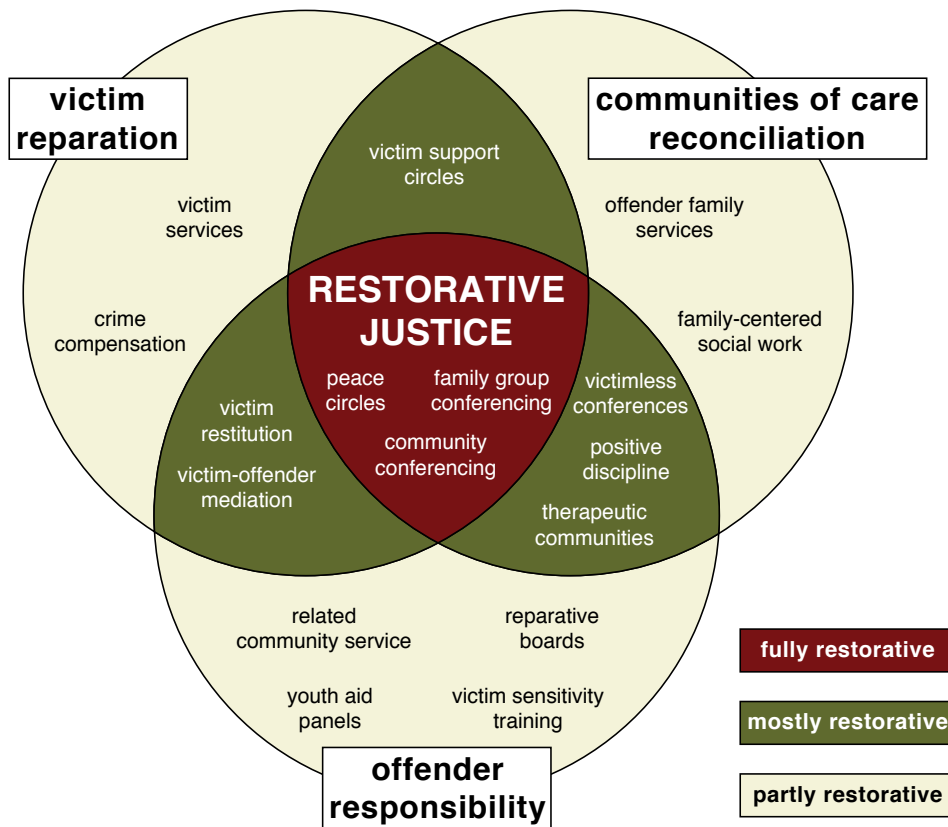 victim
reparation
communities of care
reconciliation
victim support
circles
victim
services
offender family
services
RESTORATIVE
JUSTICE
crime
compensation
family-centered
social work
peace
circles
family group
conferencing
victimless
conferences
victim
restitution
community
conferencing
positive
discipline
victim-offender
mediation
therapeutic
communities
related
community service
reparative
boards
youth aid
panels
victim sensitivity
training
offender
responsibility
fully restorative
mostly restorative
partly restorative